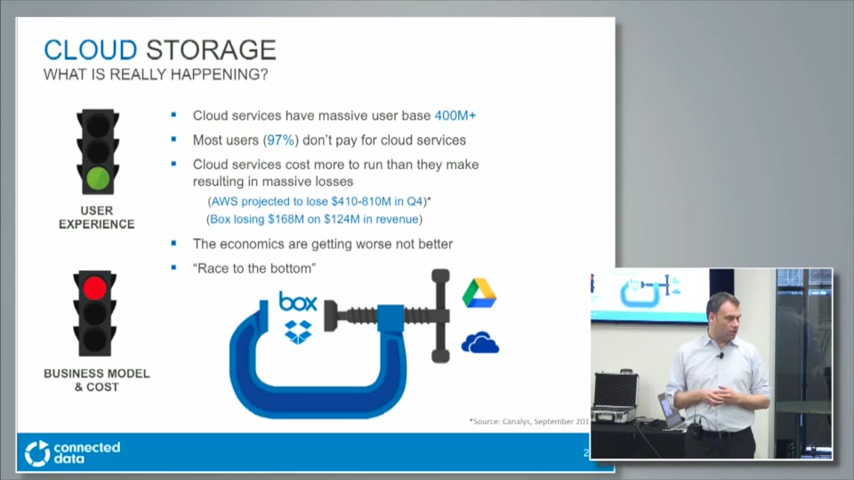 CLOUD STORAGE
WHAT IS REALLY HAPPENING?
Cloud services have massive user base 400M+
Most users (97%) don't pay for cloud services
Cloud services cost more to run than they make
resulting in massive losses
(AWS projected to lose $410-810M in Q4)*
(Box losing $168M on $124M in revenue)
The economics are getting worse not better
"Race to the bottom"
USER
EXPERIENCE
box
BUSINESS MODEL
& COST
*Source: Canalys, September
connected
data